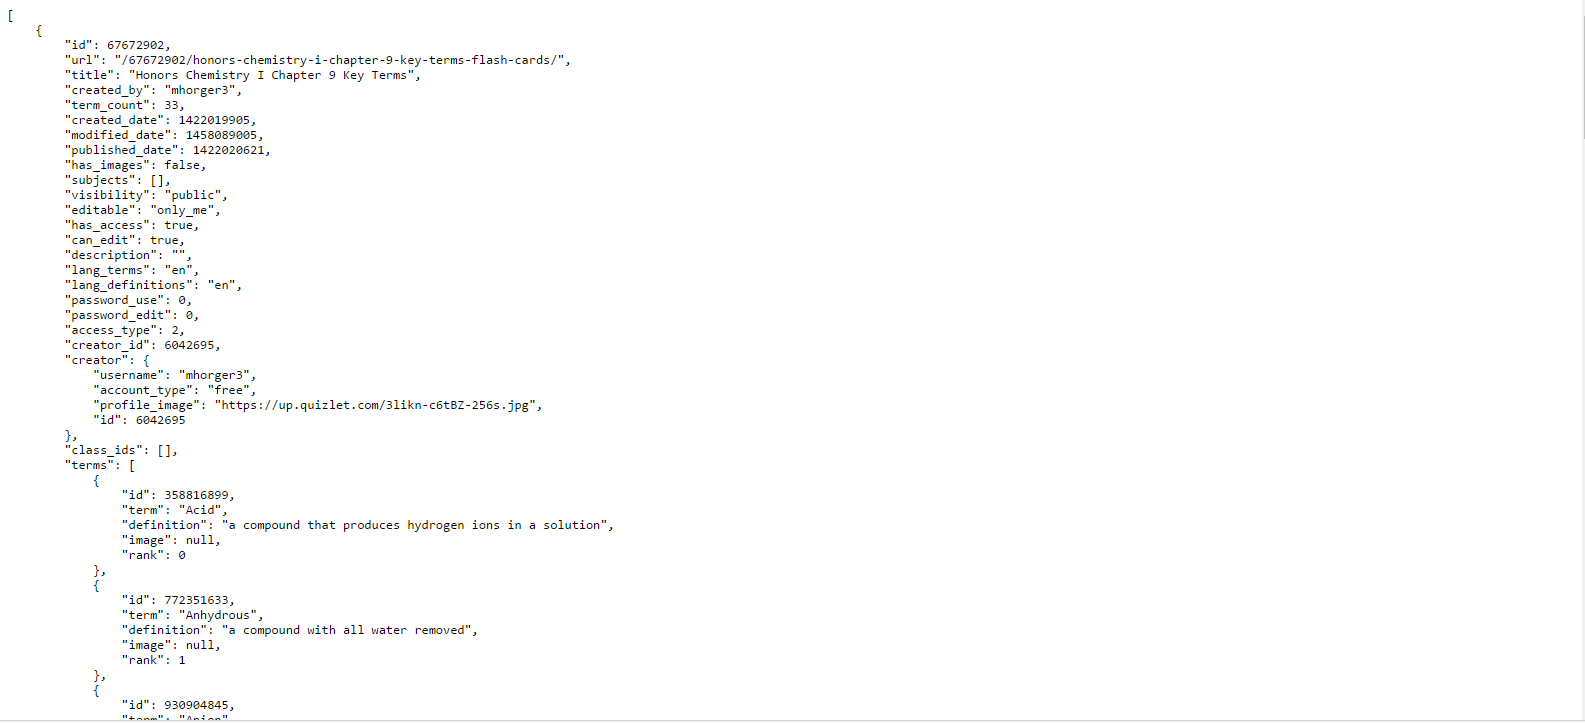 [
    {
        "id": 67672902,
        "url": "/67672902/honors-chemistry-i-chapter-9-key-terms-flash-cards/",
        "title": "Honors Chemistry I Chapter 9 Key Terms",
        "created_by": "mhorger3",
        "term_count": 33,
        "created_date": 1422019905,
        "modified_date": 1458089005,
        "published_date": 1422020621,
        "has_images": false,
        "subjects": [],
        "visibility": "public",
        "editable": "only_me",
        "has_access": true,
        "can_edit": true,
        "description": "",
        "lang_terms": "en",
        "lang_definitions": "en",
        "password_use": 0,
        "password_edit": 0,
        "access_type": 2,
        "creator_id": 6042695,
        "creator": {
            "username": "mhorger3",
            "account_type": "free",
            "profile_image": "https://up.quizlet.com/3likn-c6tBZ-256s.jpg",
            "id": 6042695
        },
        "class_ids": [],
        "terms": [
            {
                "id": 358816899,
                "term": "Acid",
                "definition": "a compound that produces hydrogen ions in a solution",
                "image": null,
                "rank": 0
            },
            {
                "id": 772351633,
                "term": "Anhydrous",
                "definition": "a compound with all water removed",
                "image": null,
                "rank": 1
            },
            {
                "id": 930904845,
                "term": "Anion"